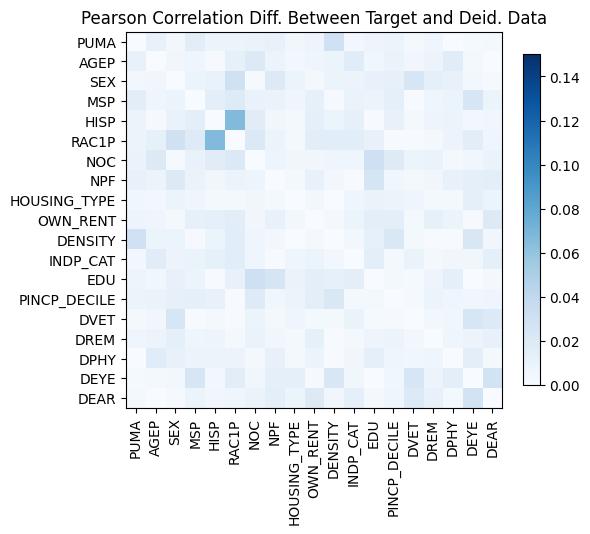 Pearson Correlation Diff. Between Target and Deid. Data
PUMA
AGEP
SEX
MSP
HISP
RAC1P
NOC
NPF
HOUSING_TYPE
OWN_RENT
DENSITY
INDP_CAT
EDU
PINCP_DECILE
DVET
DREM
DPHY
DEYE
DEAR
PUMA
AGEP
SEX
MSP
HISP
RAC1P
NOC
NPF
HOUSING_TYPE
OWN_RENT
DENSITY
INDP_CAT
EDU
PINCP_DECILE
DVET
DREM
DPHY
DEYE
DEAR
0.14
0.12
0.10
0.08
0.06
0.04
0.02
0.00